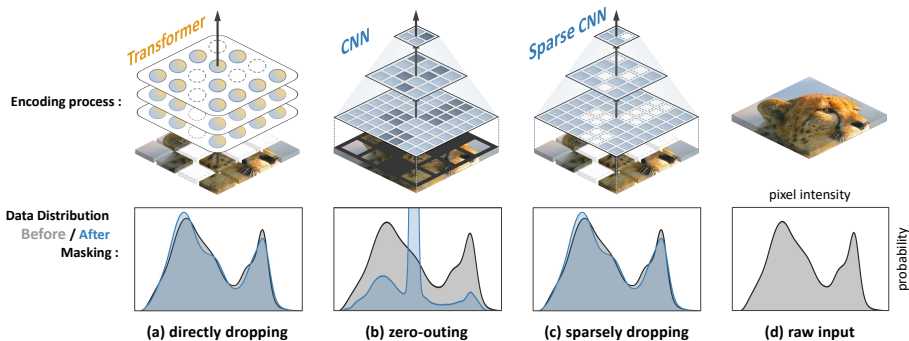 Transformer
CNN
Sparse CNN
Encoding process :
pixel intensity
Data Distribution
Before / After
Masking :
probability
(a) directly dropping
(b) zero-outing
(c) sparsely dropping
(d) raw input